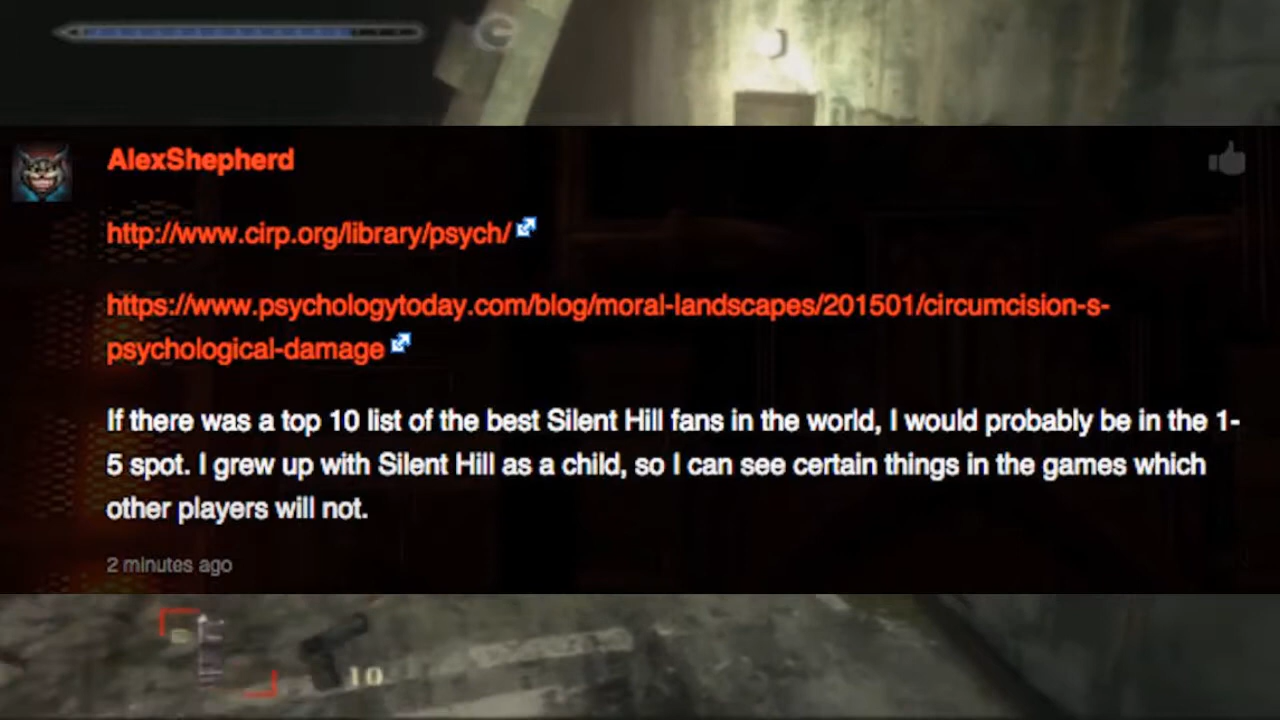 AlexShepherd
http://www.cirp.org/library/psych/
https://www.psychologytoday.com/blog/moral-landscapes/201501/circumcision-s-
psychological-damage
If there was a top 10 list of the best Silent Hill fans in the world, I would probably be in the 1-
5 spot. I grew up with Silent Hill as a child, so I can see certain things in the games which
other players will not.
2 minutes ago
10